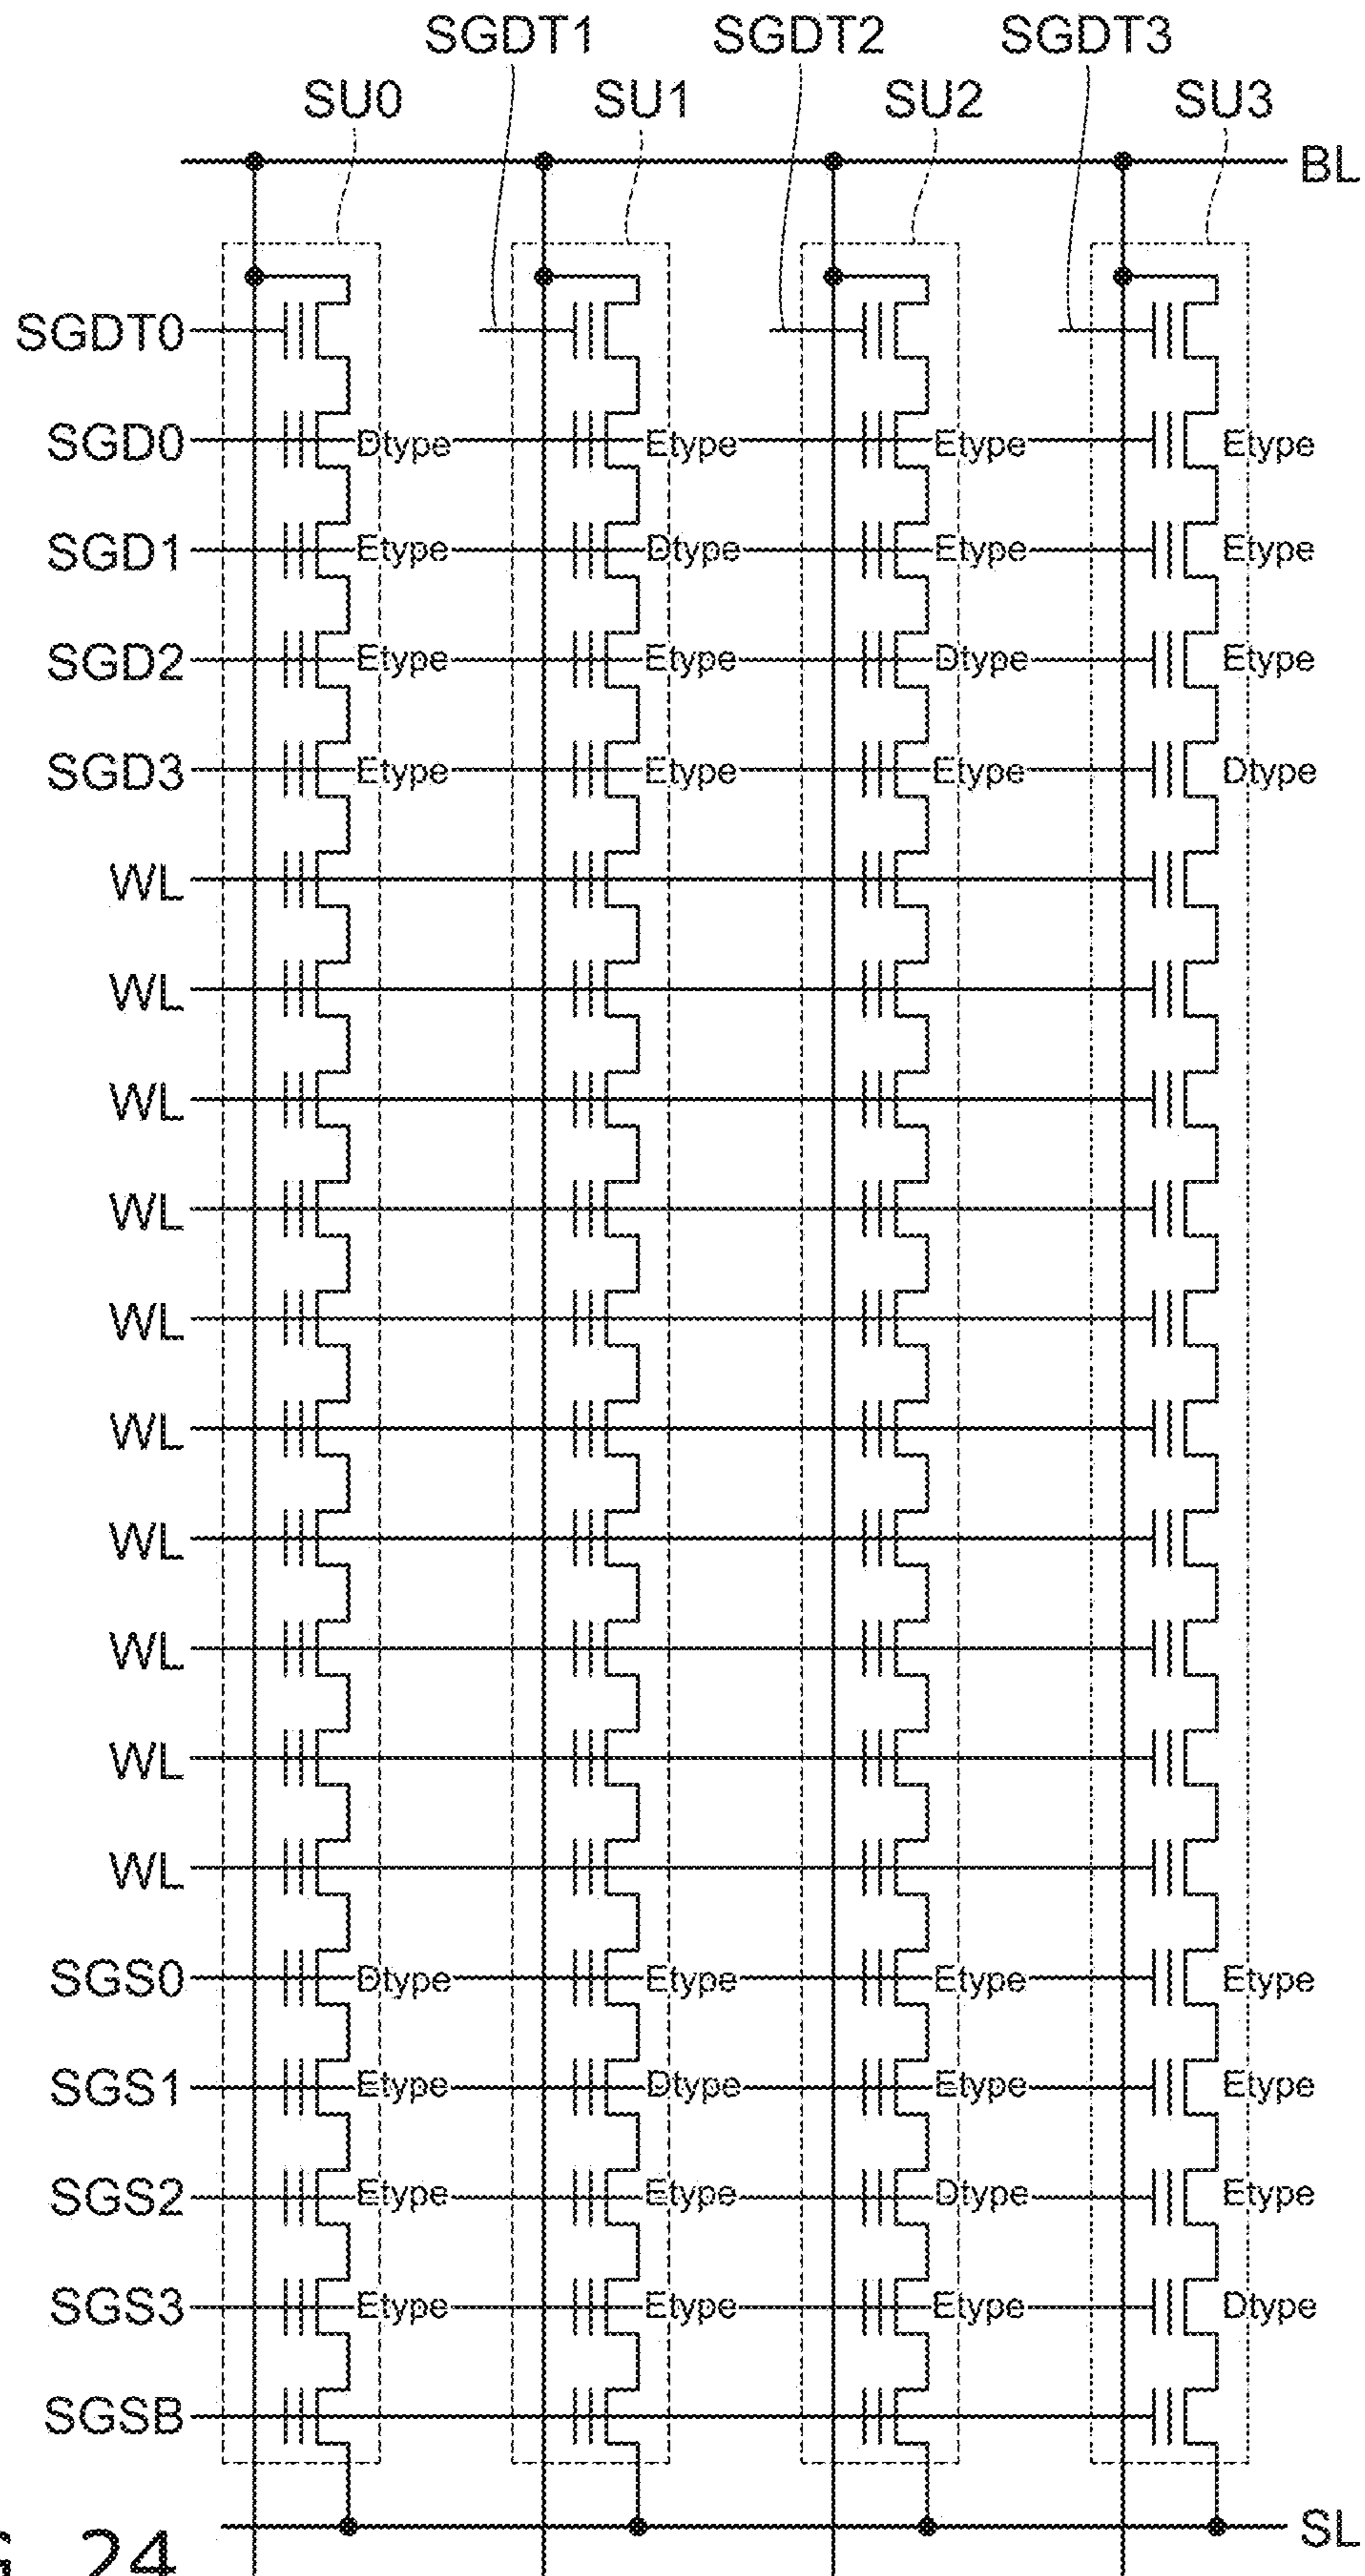 SGDT1 SGDT2 SGDT3
SU0 SU1 SU2 SU3
BL
SGDT0
SGD0 Dtype Etype Etype Etype
SGD1 Etype Dtype Etype Etype
SGD2 Etype Etype Dtype Etype
SGD3 Etype Etype Etype Dtype
WL
WL
WL
WL
WL
WL
WL
WL
WL
WL
SGS0 Dtype Etype Etype Etype
SGS1 Etype Dtype Etype Etype
SGS2 Etype Etype Dtype Etype
SGS3 Etype Etype Etype Dtype
SGSB
SL
24